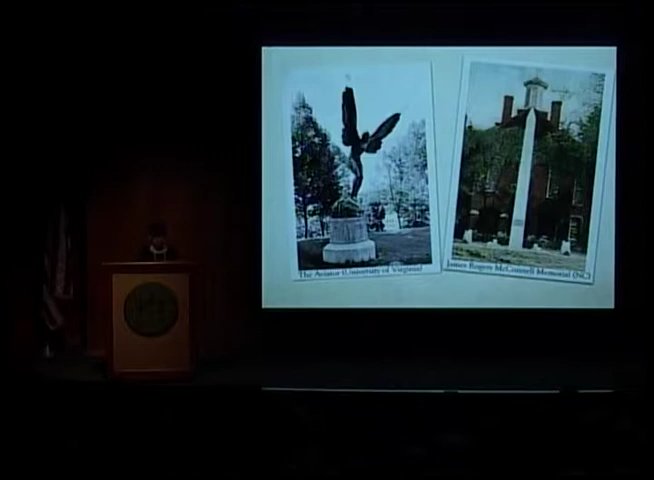 The Aviator (University of Virginia)
James Rogers McConnell Memorial (NC)